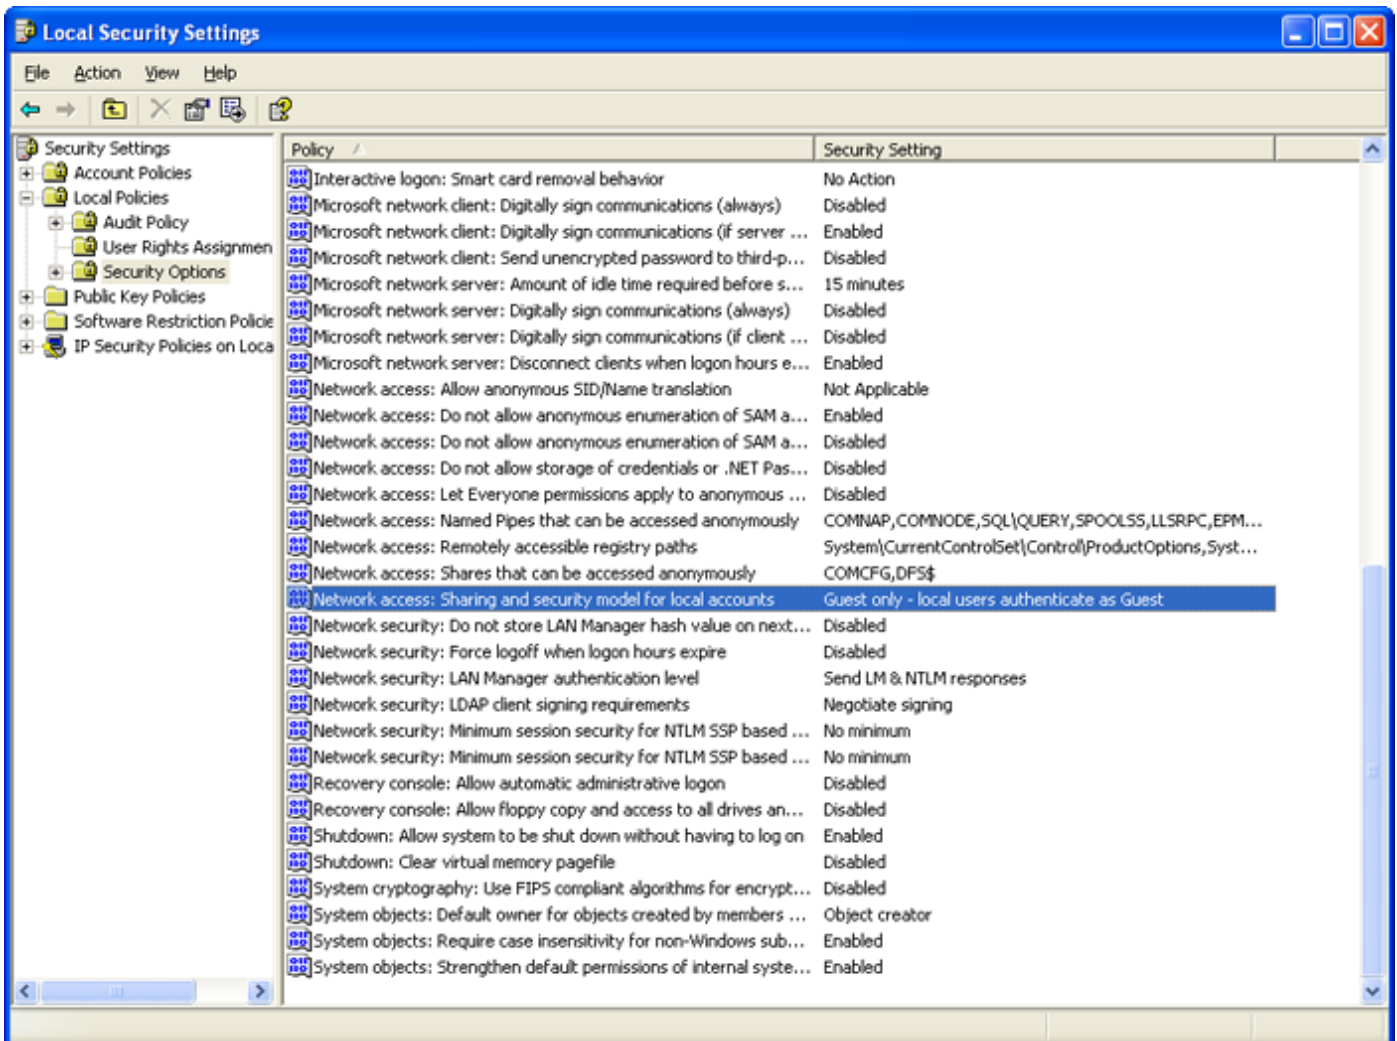 Local Security Settings
File Action View Help
Security Settings
Account Policies
Local Policies
Audit Policy
User Rights Assignmen
Security Options
Public Key Policies
Software Restriction Policie
IP Security Policies on Loca
Policy Security Setting
Interactive logon: Smart card removal behavior No Action
Microsoft network client: Digitally sign communications (always) Disabled
Microsoft network client: Digitally sign communications (if server ... Enabled
Microsoft network client: Send unencrypted password to third-p... Disabled
Microsoft network server: Amount of idle time required before s... 15 minutes
Microsoft network server: Digitally sign communications (always) Disabled
Microsoft network server: Digitally sign communications (if client ... Disabled
Microsoft network server: Disconnect clients when logon hours e... Enabled
Network access: Allow anonymous SID/Name translation Not Applicable
Network access: Do not allow anonymous enumeration of SAM a... Enabled
Network access: Do not allow anonymous enumeration of SAM a... Disabled
Network access: Do not allow storage of credentials or .NET Pas... Disabled
Network access: Let Everyone permissions apply to anonymous ... Disabled
Network access: Named Pipes that can be accessed anonymously COMNAP,COMNODE,SQL\QUERY,SPOOLSS,LLSRPC,EPM...
Network access: Remotely accessible registry paths System\CurrentControlSet\Control\ProductOptions,Syst...
Network access: Shares that can be accessed anonymously COMCFG,DFS$
Network access: Sharing and security model for local accounts Guest only - local users authenticate as Guest
Network security: Do not store LAN Manager hash value on next... Disabled
Network security: Force logoff when logon hours expire Disabled
Network security: LAN Manager authentication level Send LM & NTLM responses
Network security: LDAP client signing requirements Negotiate signing
Network security: Minimum session security for NTLM SSP based ... No minimum
Network security: Minimum session security for NTLM SSP based ... No minimum
Recovery console: Allow automatic administrative logon Disabled
Recovery console: Allow floppy copy and access to all drives an... Disabled
Shutdown: Allow system to be shut down without having to log on Enabled
Shutdown: Clear virtual memory pagefile Disabled
System cryptography: Use FIPS compliant algorithms for encrypt... Disabled
System objects: Default owner for objects created by members ... Object creator
System objects: Require case insensitivity for non-Windows sub... Enabled
System objects: Strengthen default permissions of internal syste... Enabled